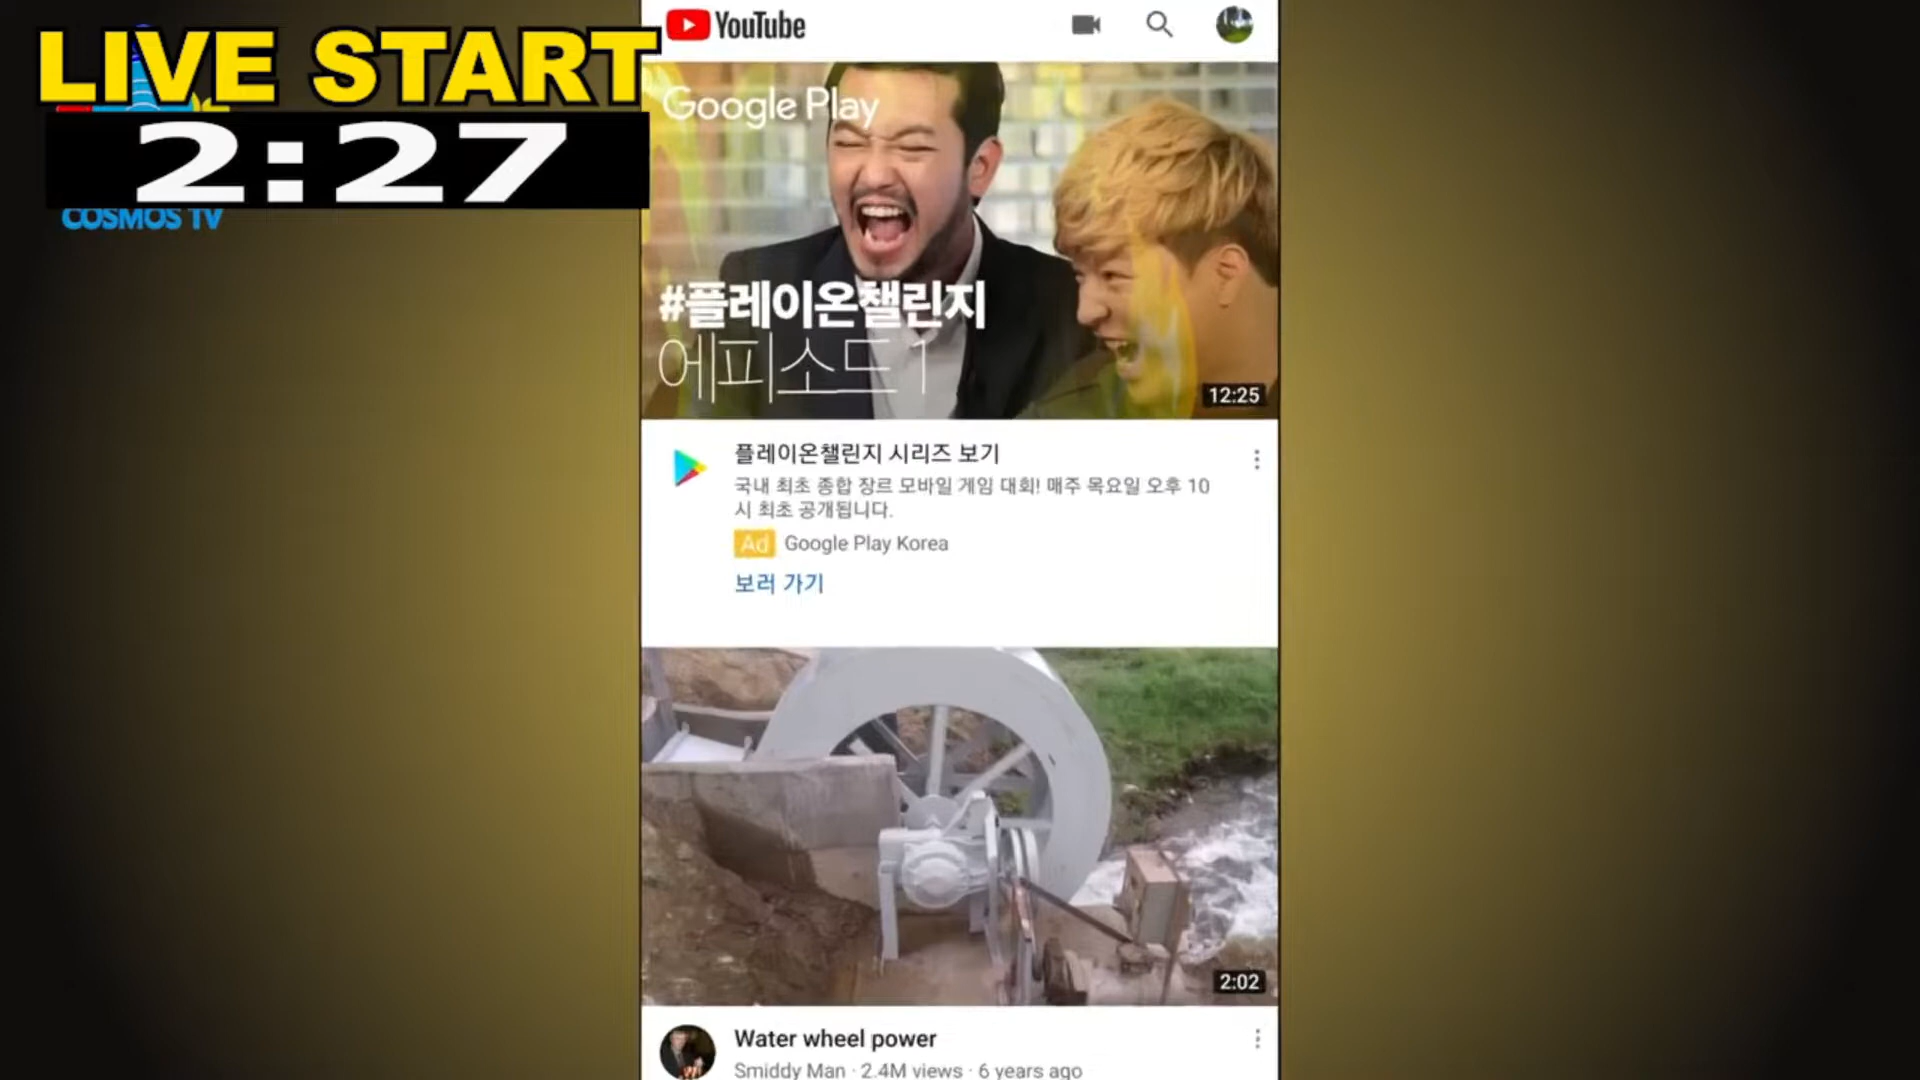 LIVE START
2:27
COSMOS TV
YouTube
Google Play
#플레이온챌린지
에피소드 1
12:25
플레이온챌린지 시리즈 보기
국내 최초 종합 장르 모바일 게임 대회! 매주 목요일 오후 10
시 최초 공개됩니다.
Ad Google Play Korea
보러 가기
2:02
Water wheel power
Smiddy Man · 2.4M views · 6 years ago